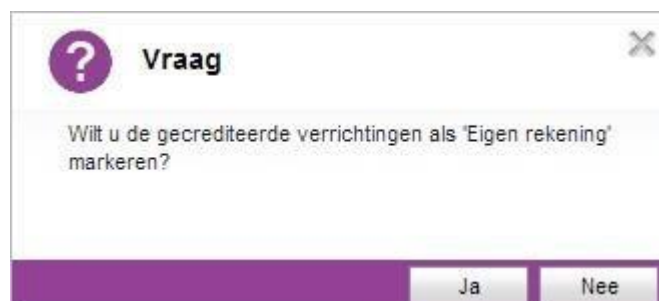 ?
Vraag
Wilt u de gecrediteerde verrichtingen als 'Eigen rekening'
markeren?
Ja Nee